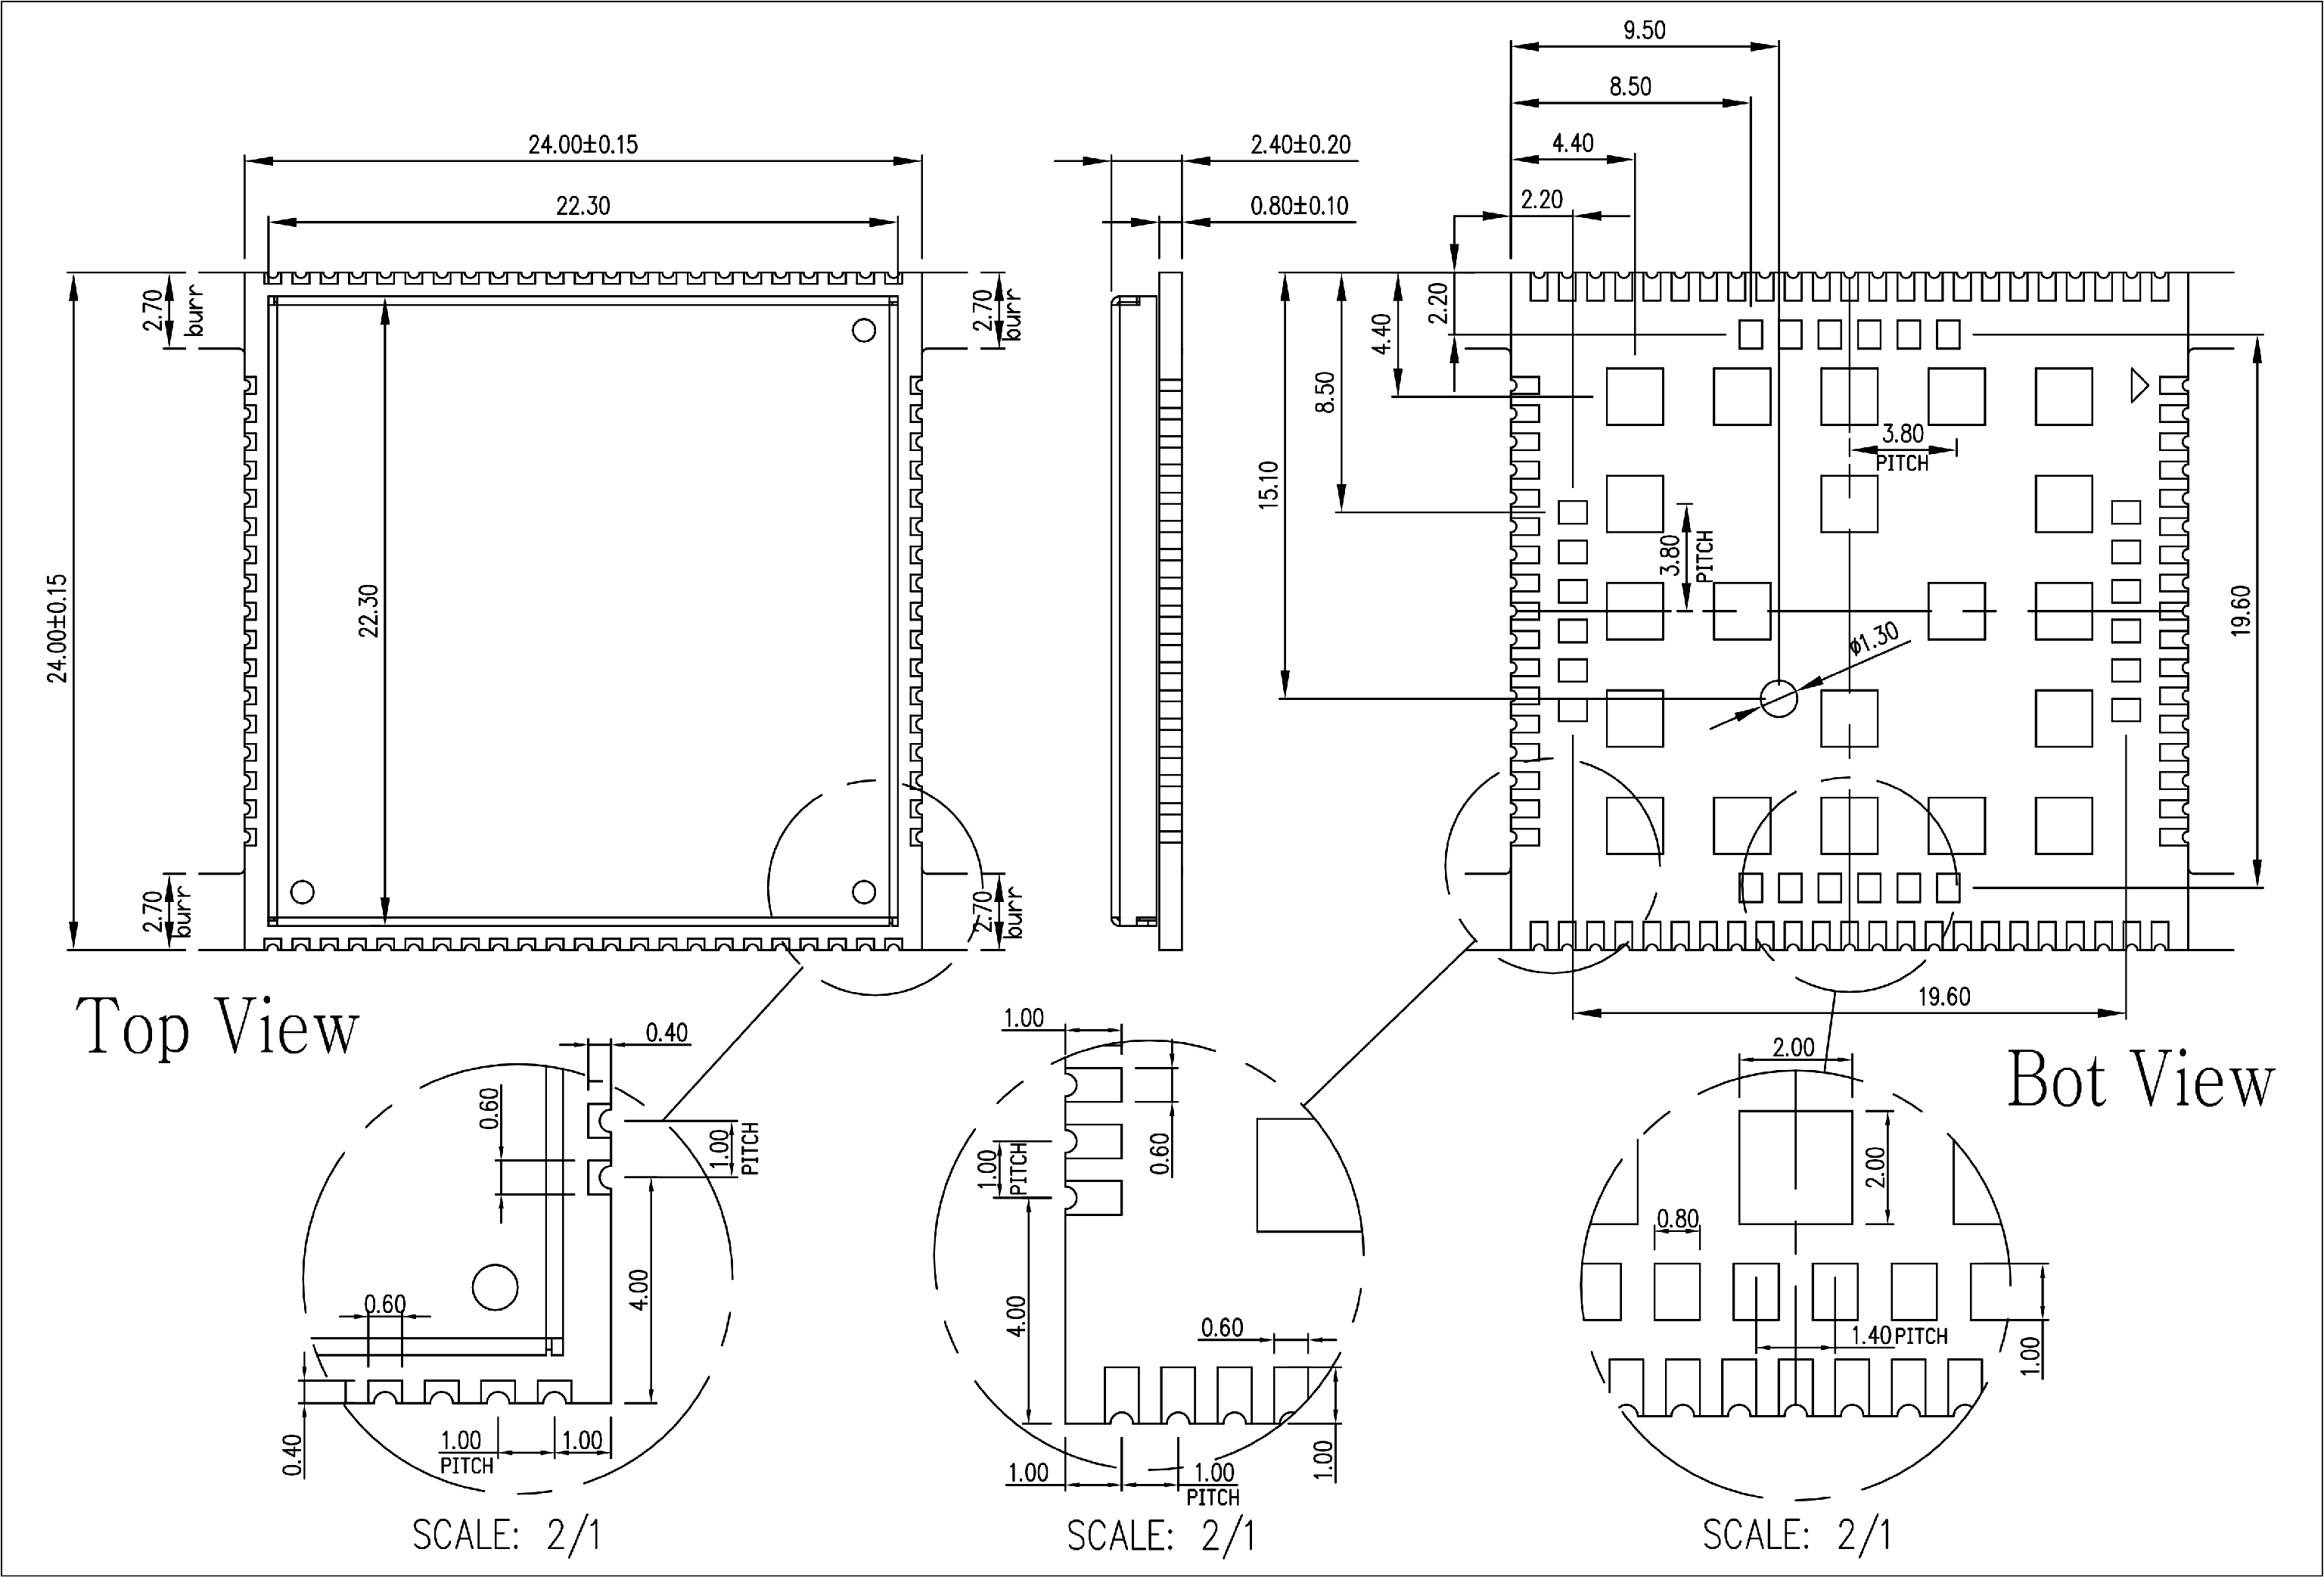 9.50
8.50
24.00±0.15
2.40±0.20
4.40
22.30
0.80±0.10
2.20
2.70
burr
2.70
burr
2.20
4.40
8.50
15.10
3.80
PITCH
3.80
PITCH
24.00±0.15
22.30
19.60
ø1.30
2.70
burr
2.70
burr
19.60
Top View
Bot View
0.40
0.60
1.00
PITCH
4.00
0.60
0.40
1.00
PITCH
1.00
SCALE: 2/1
1.00
0.60
1.00
PITCH
4.00
0.60
1.00
1.00
1.00
PITCH
SCALE: 2/1
2.00
2.00
0.80
1.40 PITCH
1.00
SCALE: 2/1